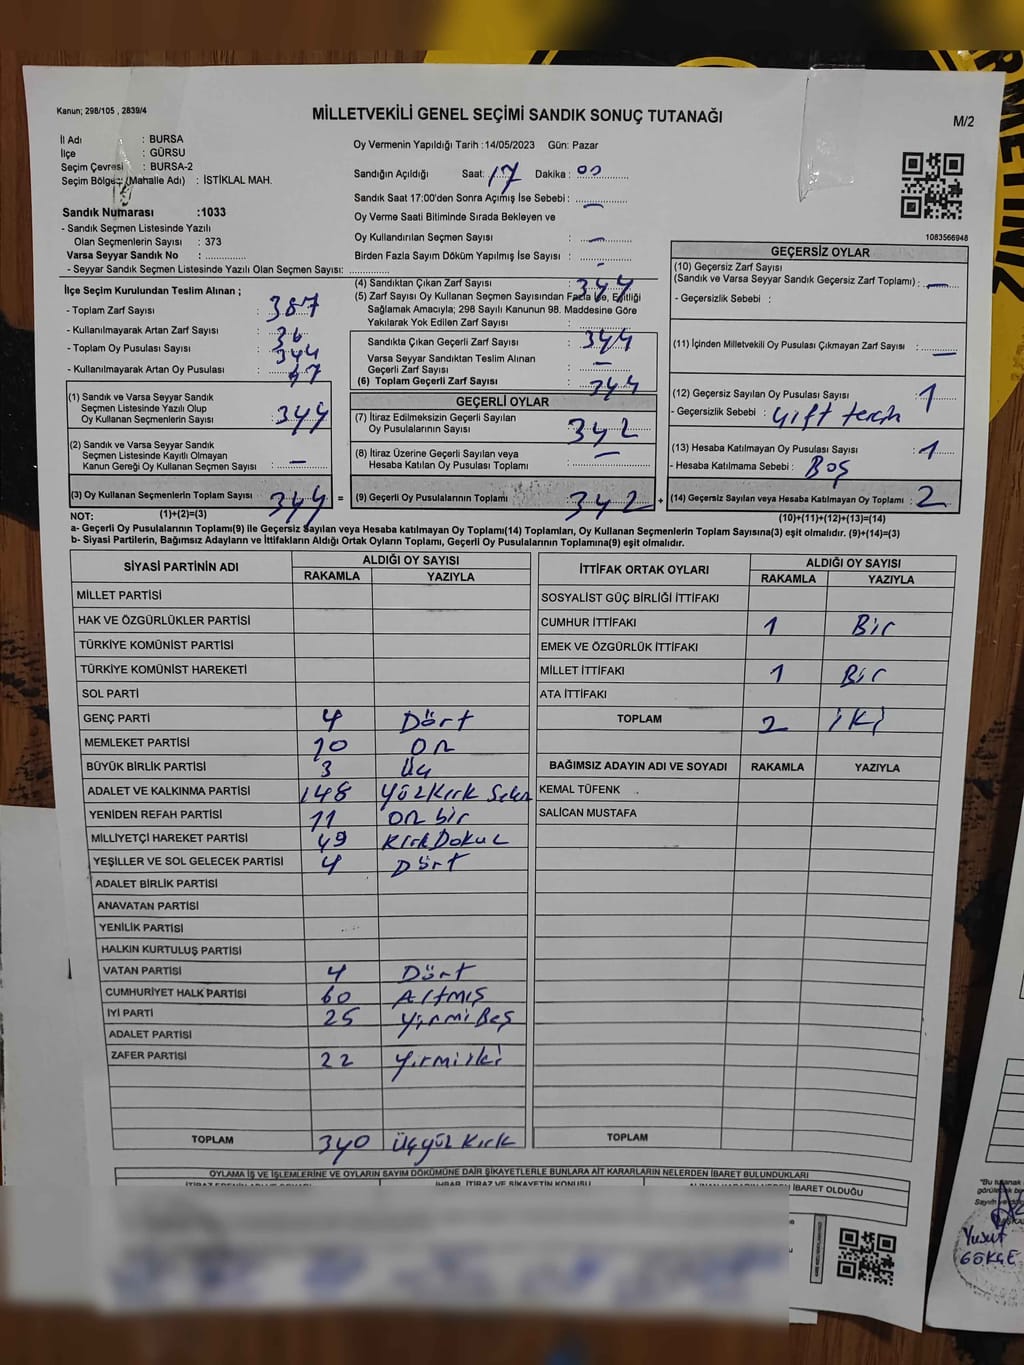 Kanun; 298/105 , 2839/4
MİLLETVEKİLİ GENEL SEÇİMİ SANDIK SONUÇ TUTANAĞI
M/2
İl Adı : BURSA
İlçe : GÜRSU
Seçim Çevresi : BURSA-2
Seçim Bölgesi (Mahalle Adı) : İSTİKLAL MAH.
Sandık Numarası :1033
- Sandık Seçmen Listesinde Yazılı
Olan Seçmenlerin Sayısı : 373
Varsa Seyyar Sandık No : ..............
- Seyyar Sandık Seçmen Listesinde Yazılı Olan Seçmen Sayısı: ..............
Oy Vermenin Yapıldığı Tarih :14/05/2023 Gün: Pazar
Sandığın Açıldığı Saat: 17 Dakika : 00
Sandık Saat 17:00'den Sonra Açımış İse Sebebi : —
Oy Verme Saati Bitiminde Sırada Bekleyen ve
Oy Kullandırılan Seçmen Sayısı : —
Birden Fazla Sayım Döküm Yapılmış İse Sayısı : -
1083566948
İlçe Seçim Kurulundan Teslim Alınan ;
- Toplam Zarf Sayısı : 387
- Kullanılmayarak Artan Zarf Sayısı :
- Toplam Oy Pusulası Sayısı :
- Kullanılmayarak Artan Oy Pusulası :
(1) Sandık ve Varsa Seyyar Sandık
Seçmen Listesinde Yazılı Olup
Oy Kullanan Seçmenlerin Sayısı : 344
(2) Sandık ve Varsa Seyyar Sandık
Seçmen Listesinde Kayıtlı Olmayan
Kanun Gereği Oy Kullanan Seçmen Sayısı : —
(3) Oy Kullanan Seçmenlerin Toplam Sayısı : 344 =
(1)+(2)=(3)
(4) Sandıktan Çıkan Zarf Sayısı : 344
(5) Zarf Sayısı Oy Kullanan Seçmen Sayısından Fazla İse, Eşitliği
Sağlamak Amacıyla; 298 Sayılı Kanunun 98. Maddesine Göre
Yakılarak Yok Edilen Zarf Sayısı :
Sandıkta Çıkan Geçerli Zarf Sayısı : 344
Varsa Seyyar Sandıktan Teslim Alınan
Geçerli Zarf Sayısı : —
(6) Toplam Geçerli Zarf Sayısı : 344
GEÇERLİ OYLAR
(7) İtiraz Edilmeksizin Geçerli Sayılan
Oy Pusulalarının Sayısı : 342
(8) İtiraz Üzerine Geçerli Sayılan veya
Hesaba Katılan Oy Pusulası Toplamı : —
(9) Geçerli Oy Pusulalarının Toplamı : 342 +
GEÇERSİZ OYLAR
(10) Geçersiz Zarf Sayısı
(Sandık ve Varsa Seyyar Sandık Geçersiz Zarf Toplamı) : —
- Geçersizlik Sebebi :
(11) İçinden Milletvekili Oy Pusulası Çıkmayan Zarf Sayısı : —
(12) Geçersiz Sayılan Oy Pusulası Sayısı : 1
- Geçersizlik Sebebi : Çift tercih
(13) Hesaba Katılmayan Oy Pusulası Sayısı : 1
- Hesaba Katılmama Sebebi : Boş
(14) Geçersiz Sayılan veya Hesaba Katılmayan Oy Toplamı : 2
(10)+(11)+(12)+(13)=(14)
NOT:
a- Geçerli Oy Pusulalarının Toplamı(9) ile Geçersiz Sayılan veya Hesaba katılmayan Oy Toplamı(14) Toplamları, Oy Kullanan Seçmenlerin Toplam Sayısına(3) eşit olmalıdır. (9)+(14)=(3)
b- Siyasi Partilerin, Bağımsız Adayların ve İttifakların Aldığı Ortak Oyların Toplamı, Geçerli Oy Pusulalarının Toplamına(9) eşit olmalıdır.
SİYASİ PARTİNİN ADI ALDIĞI OY SAYISI
RAKAMLA YAZIYLA
MİLLET PARTİSİ
HAK VE ÖZGÜRLÜKLER PARTİSİ
TÜRKİYE KOMÜNİST PARTİSİ
TÜRKİYE KOMÜNİST HAREKETİ
SOL PARTİ
GENÇ PARTİ 4 Dört
MEMLEKET PARTİSİ 10 On
BÜYÜK BİRLİK PARTİSİ 3 Üç
ADALET VE KALKINMA PARTİSİ 148 YüzKırk Sekiz
YENİDEN REFAH PARTİSİ 11 On bir
MİLLİYETÇİ HAREKET PARTİSİ 49 KırkDokuz
YEŞİLLER VE SOL GELECEK PARTİSİ 4 Dört
ADALET BİRLİK PARTİSİ
ANAVATAN PARTİSİ
YENİLİK PARTİSİ
HALKIN KURTULUŞ PARTİSİ
VATAN PARTİSİ 4 Dört
CUMHURİYET HALK PARTİSİ 60 Altmış
İYİ PARTİ 25 YirmiBeş
ADALET PARTİSİ
ZAFER PARTİSİ 22 Yirmiiki
TOPLAM 340 ÜçyüzKırk
İTTİFAK ORTAK OYLARI ALDIĞI OY SAYISI
RAKAMLA YAZIYLA
SOSYALİST GÜÇ BİRLİĞİ İTTİFAKI
CUMHUR İTTİFAKI 1 Bir
EMEK VE ÖZGÜRLÜK İTTİFAKI
MİLLET İTTİFAKI 1 Bir
ATA İTTİFAKI
TOPLAM 2 iki
BAĞIMSIZ ADAYIN ADI VE SOYADI RAKAMLA YAZIYLA
KEMAL TÜFENK
SALİCAN MUSTAFA
TOPLAM
OYLAMA İŞ VE İŞLEMLERİNE VE OYLARIN SAYIM DÖKÜMÜNE DAİR ŞİKAYETLERLE BUNLARA AİT KARARLARIN NELERDEN İBARET BULUNDUKLARI
İHBAR, İTİRAZ VE ŞİKAYETİN KONUSU
İBARET OLDUĞU
Yusuf
GÖKÇE